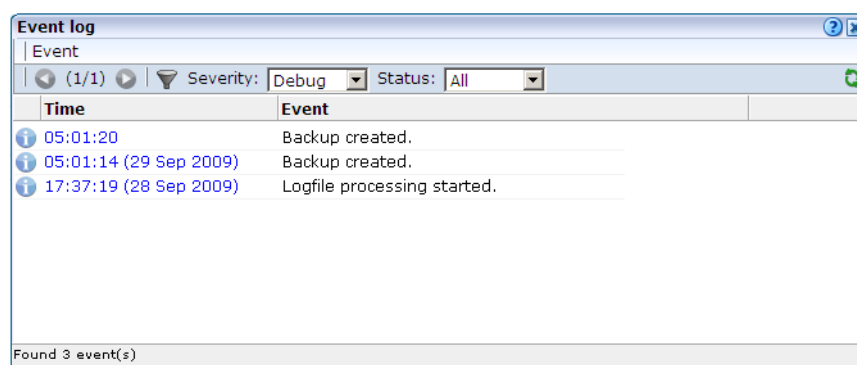 Event log
Event
(1/1) Severity: Debug Status: All
Time Event
05:01:20 Backup created.
05:01:14 (29 Sep 2009) Backup created.
17:37:19 (28 Sep 2009) Logfile processing started.
Found 3 event(s)